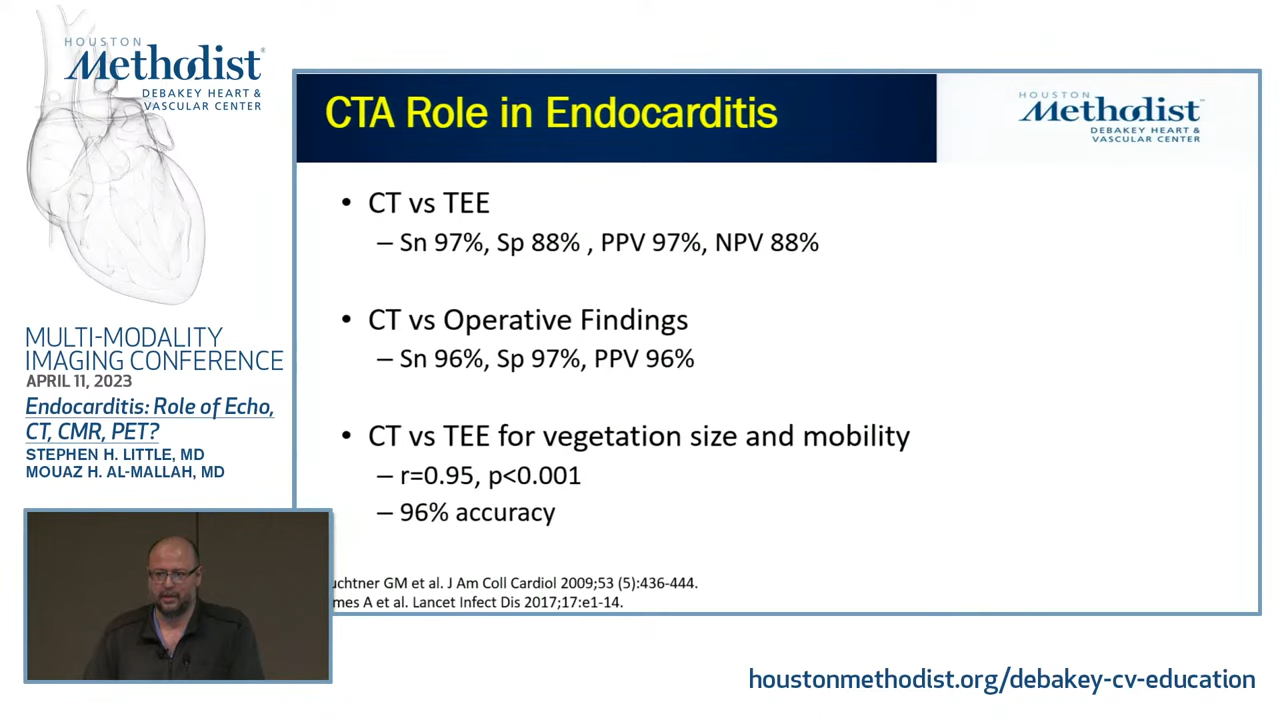 HOUSTON
Methodist
DEBAKEY HEART &
VASCULAR CENTER
MULTI-MODALITY
IMAGING CONFERENCE
APRIL 11, 2023
Endocarditis: Role of Echo,
CT, CMR, PET?
STEPHEN H. LITTLE, MD
MOUAZ H. AL-MALLAH, MD
CTA Role in Endocarditis
HOUSTON
Methodist
DEBAKEY HEART &
VASCULAR CENTER
• CT vs TEE
– Sn 97%, Sp 88% , PPV 97%, NPV 88%
• CT vs Operative Findings
– Sn 96%, Sp 97%, PPV 96%
• CT vs TEE for vegetation size and mobility
– r=0.95, p<0.001
– 96% accuracy
GM et al. J Am Coll Cardiol 2009;53 (5):436-444.
A et al. Lancet Infect Dis 2017;17:e1-14.
houstonmethodist.org/debakey-cv-education